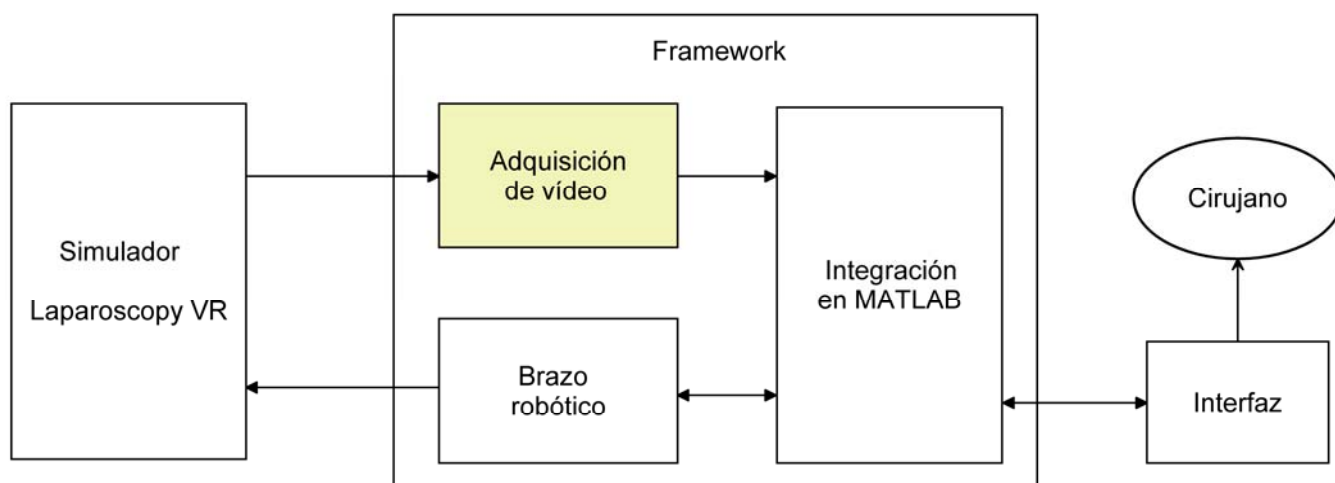 Framework
Adquisición
de vídeo
Simulador
Laparoscopy VR
Integración
en MATLAB
Brazo
robótico
Cirujano
Interfaz